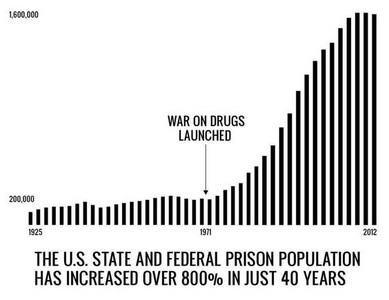 1,600,000
WAR ON DRUGS
LAUNCHED
200,000
1925
1971
2012
THE U.S. STATE AND FEDERAL PRISON POPULATION
HAS INCREASED OVER 800% IN JUST 40 YEARS